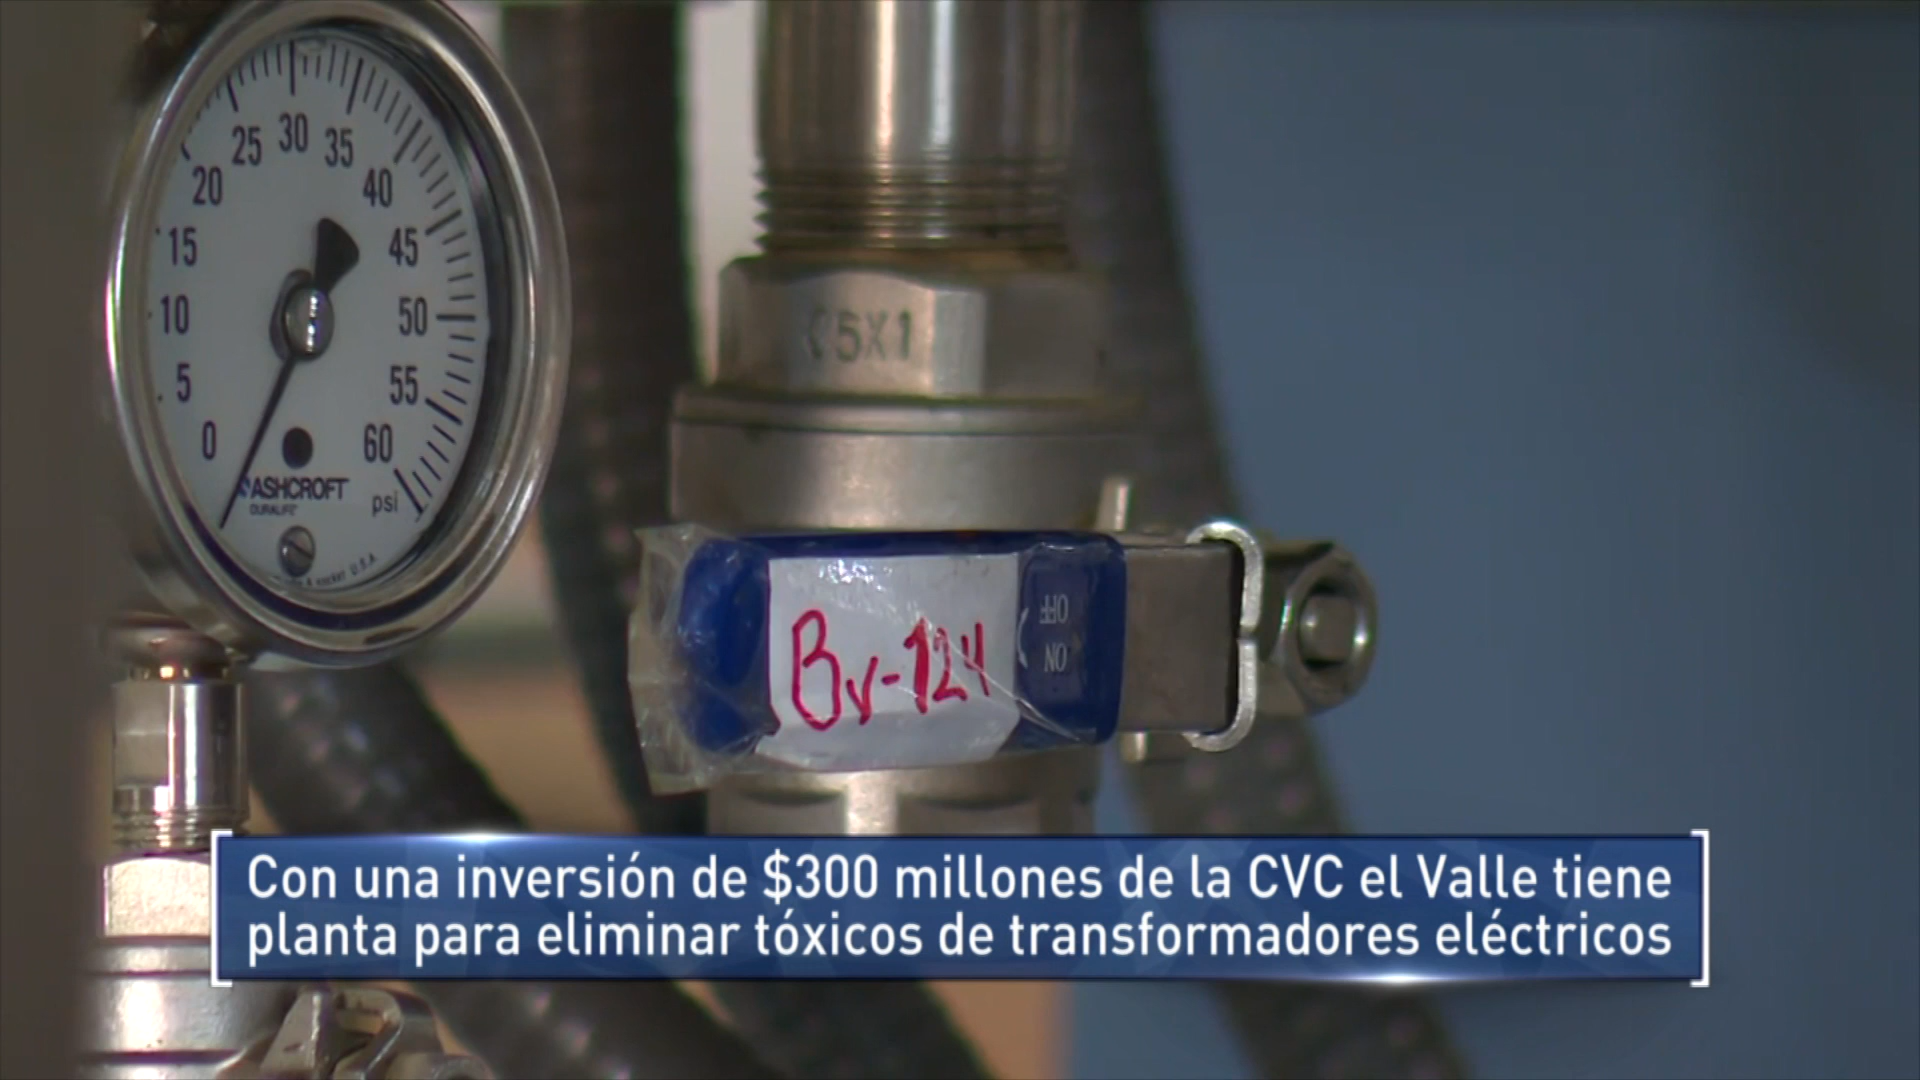 25 30 35
20 40
15 45
10 50
5 55
0 60
ASHCROFT
DURALIFE
psi
U.S.A
5X1
Bv-124
OFF
ON
Con una inversión de $300 millones de la CVC el Valle tiene
planta para eliminar tóxicos de transformadores eléctricos